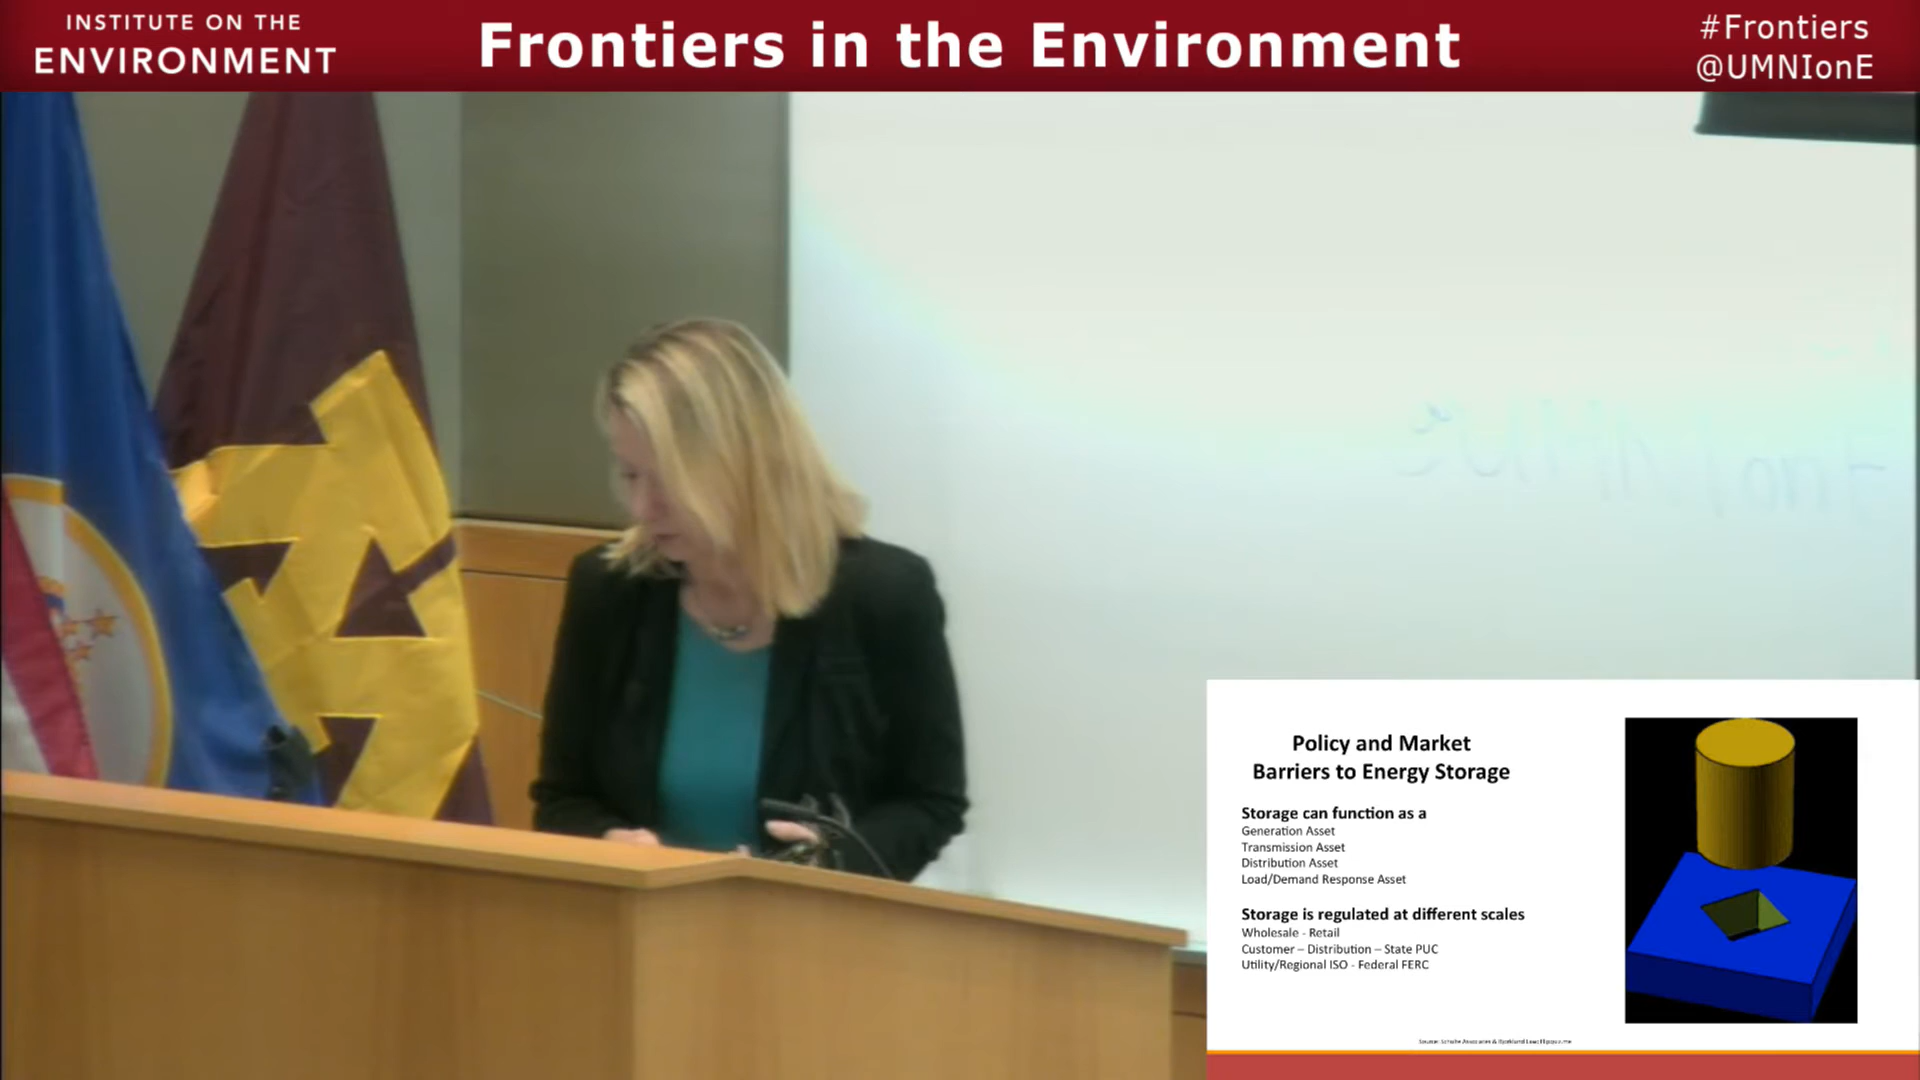 INSTITUTE ON THE
ENVIRONMENT
Frontiers in the Environment
#Frontiers
@UMNIonE
Policy and Market
Barriers to Energy Storage
Storage can function as a
Generation Asset
Transmission Asset
Distribution Asset
Load/Demand Response Asset
Storage is regulated at different scales
Wholesale - Retail
Customer – Distribution – State PUC
Utility/Regional ISO - Federal FERC